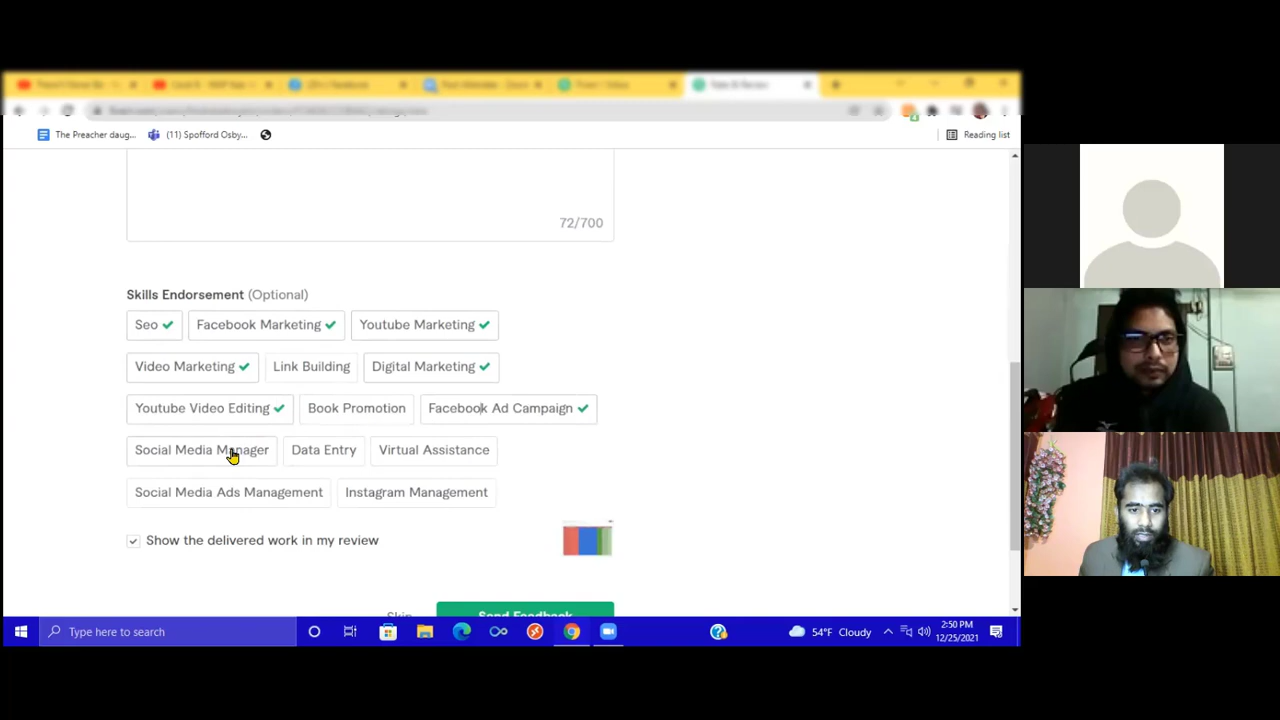 The Preacher daug...
(11) Spofford Osby...
Reading list
72/700
Skills Endorsement (Optional)
Seo Facebook Marketing Youtube Marketing
Video Marketing Link Building Digital Marketing
Youtube Video Editing Book Promotion Facebook Ad Campaign
Social Media Manager Data Entry Virtual Assistance
Social Media Ads Management Instagram Management
Show the delivered work in my review
Skip Send Feedback
Type here to search
54°F Cloudy
2:50 PM
12/25/2021